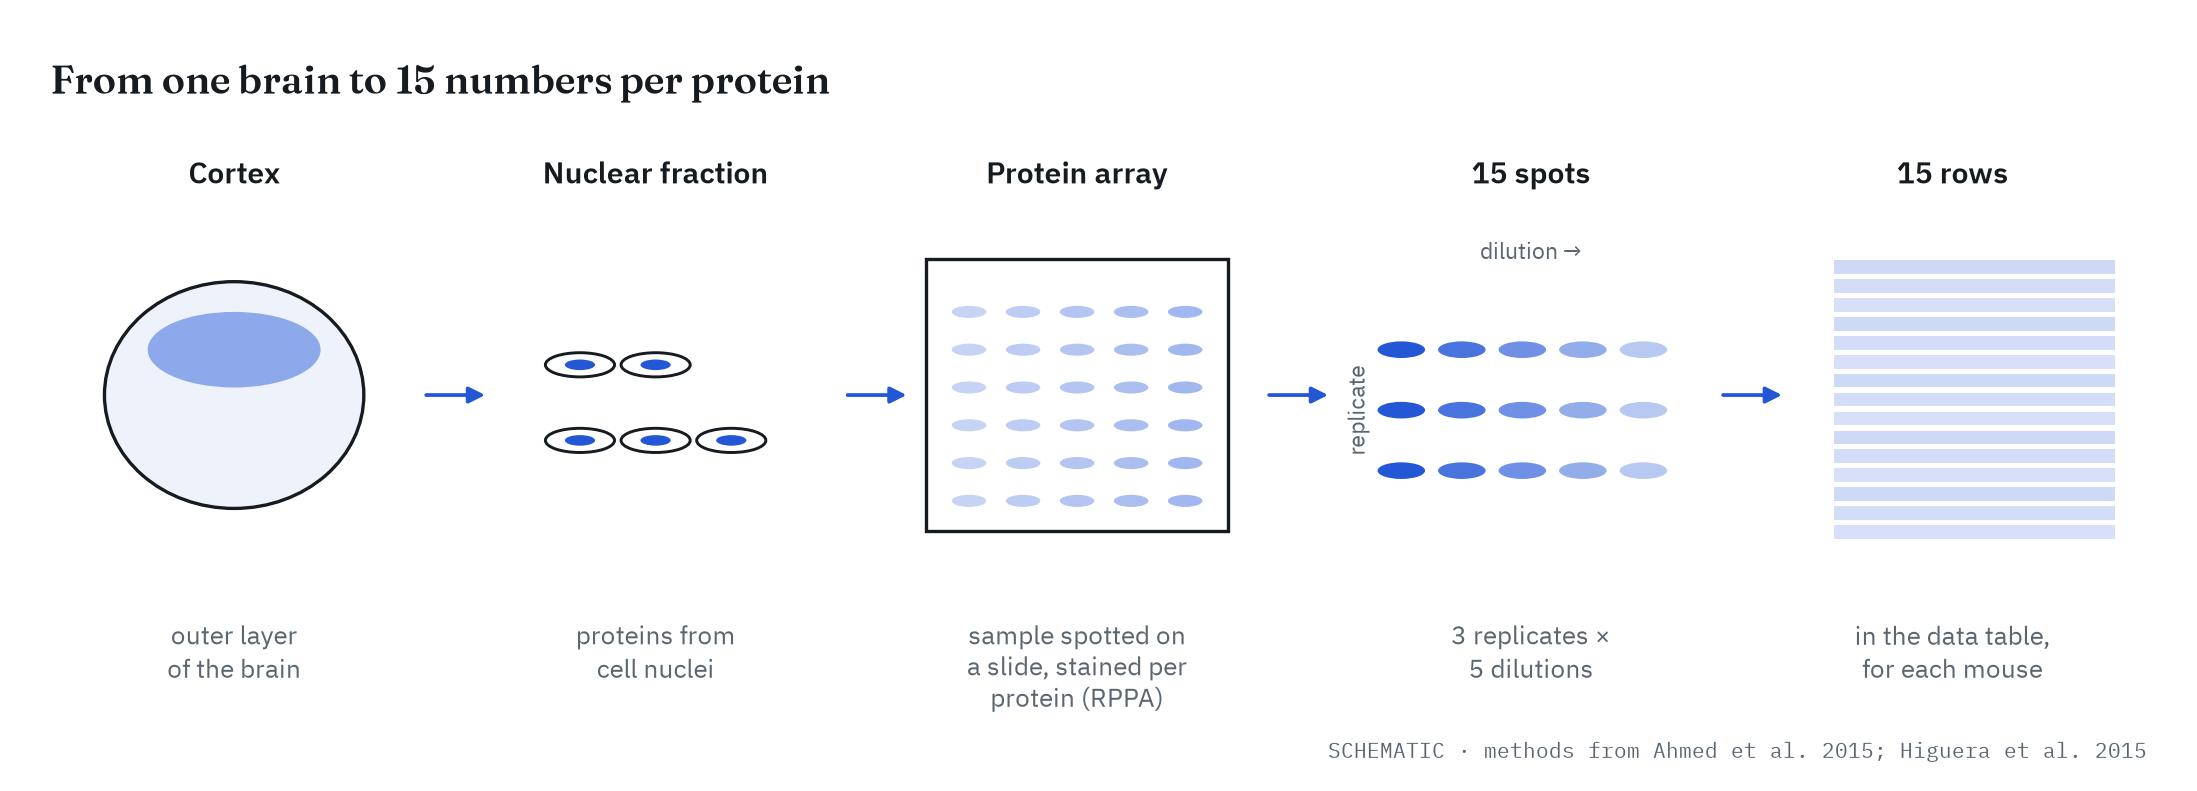 From one brain to 15 numbers per protein
Cortex
Nuclear fraction
Protein array
15 spots
15 rows
dilution →
replicate
outer layer
of the brain
proteins from
cell nuclei
sample spotted on
a slide, stained per
protein (RPPA)
3 replicates ×
5 dilutions
in the data table,
for each mouse
SCHEMATIC · methods from Ahmed et al. 2015; Higuera et al. 2015